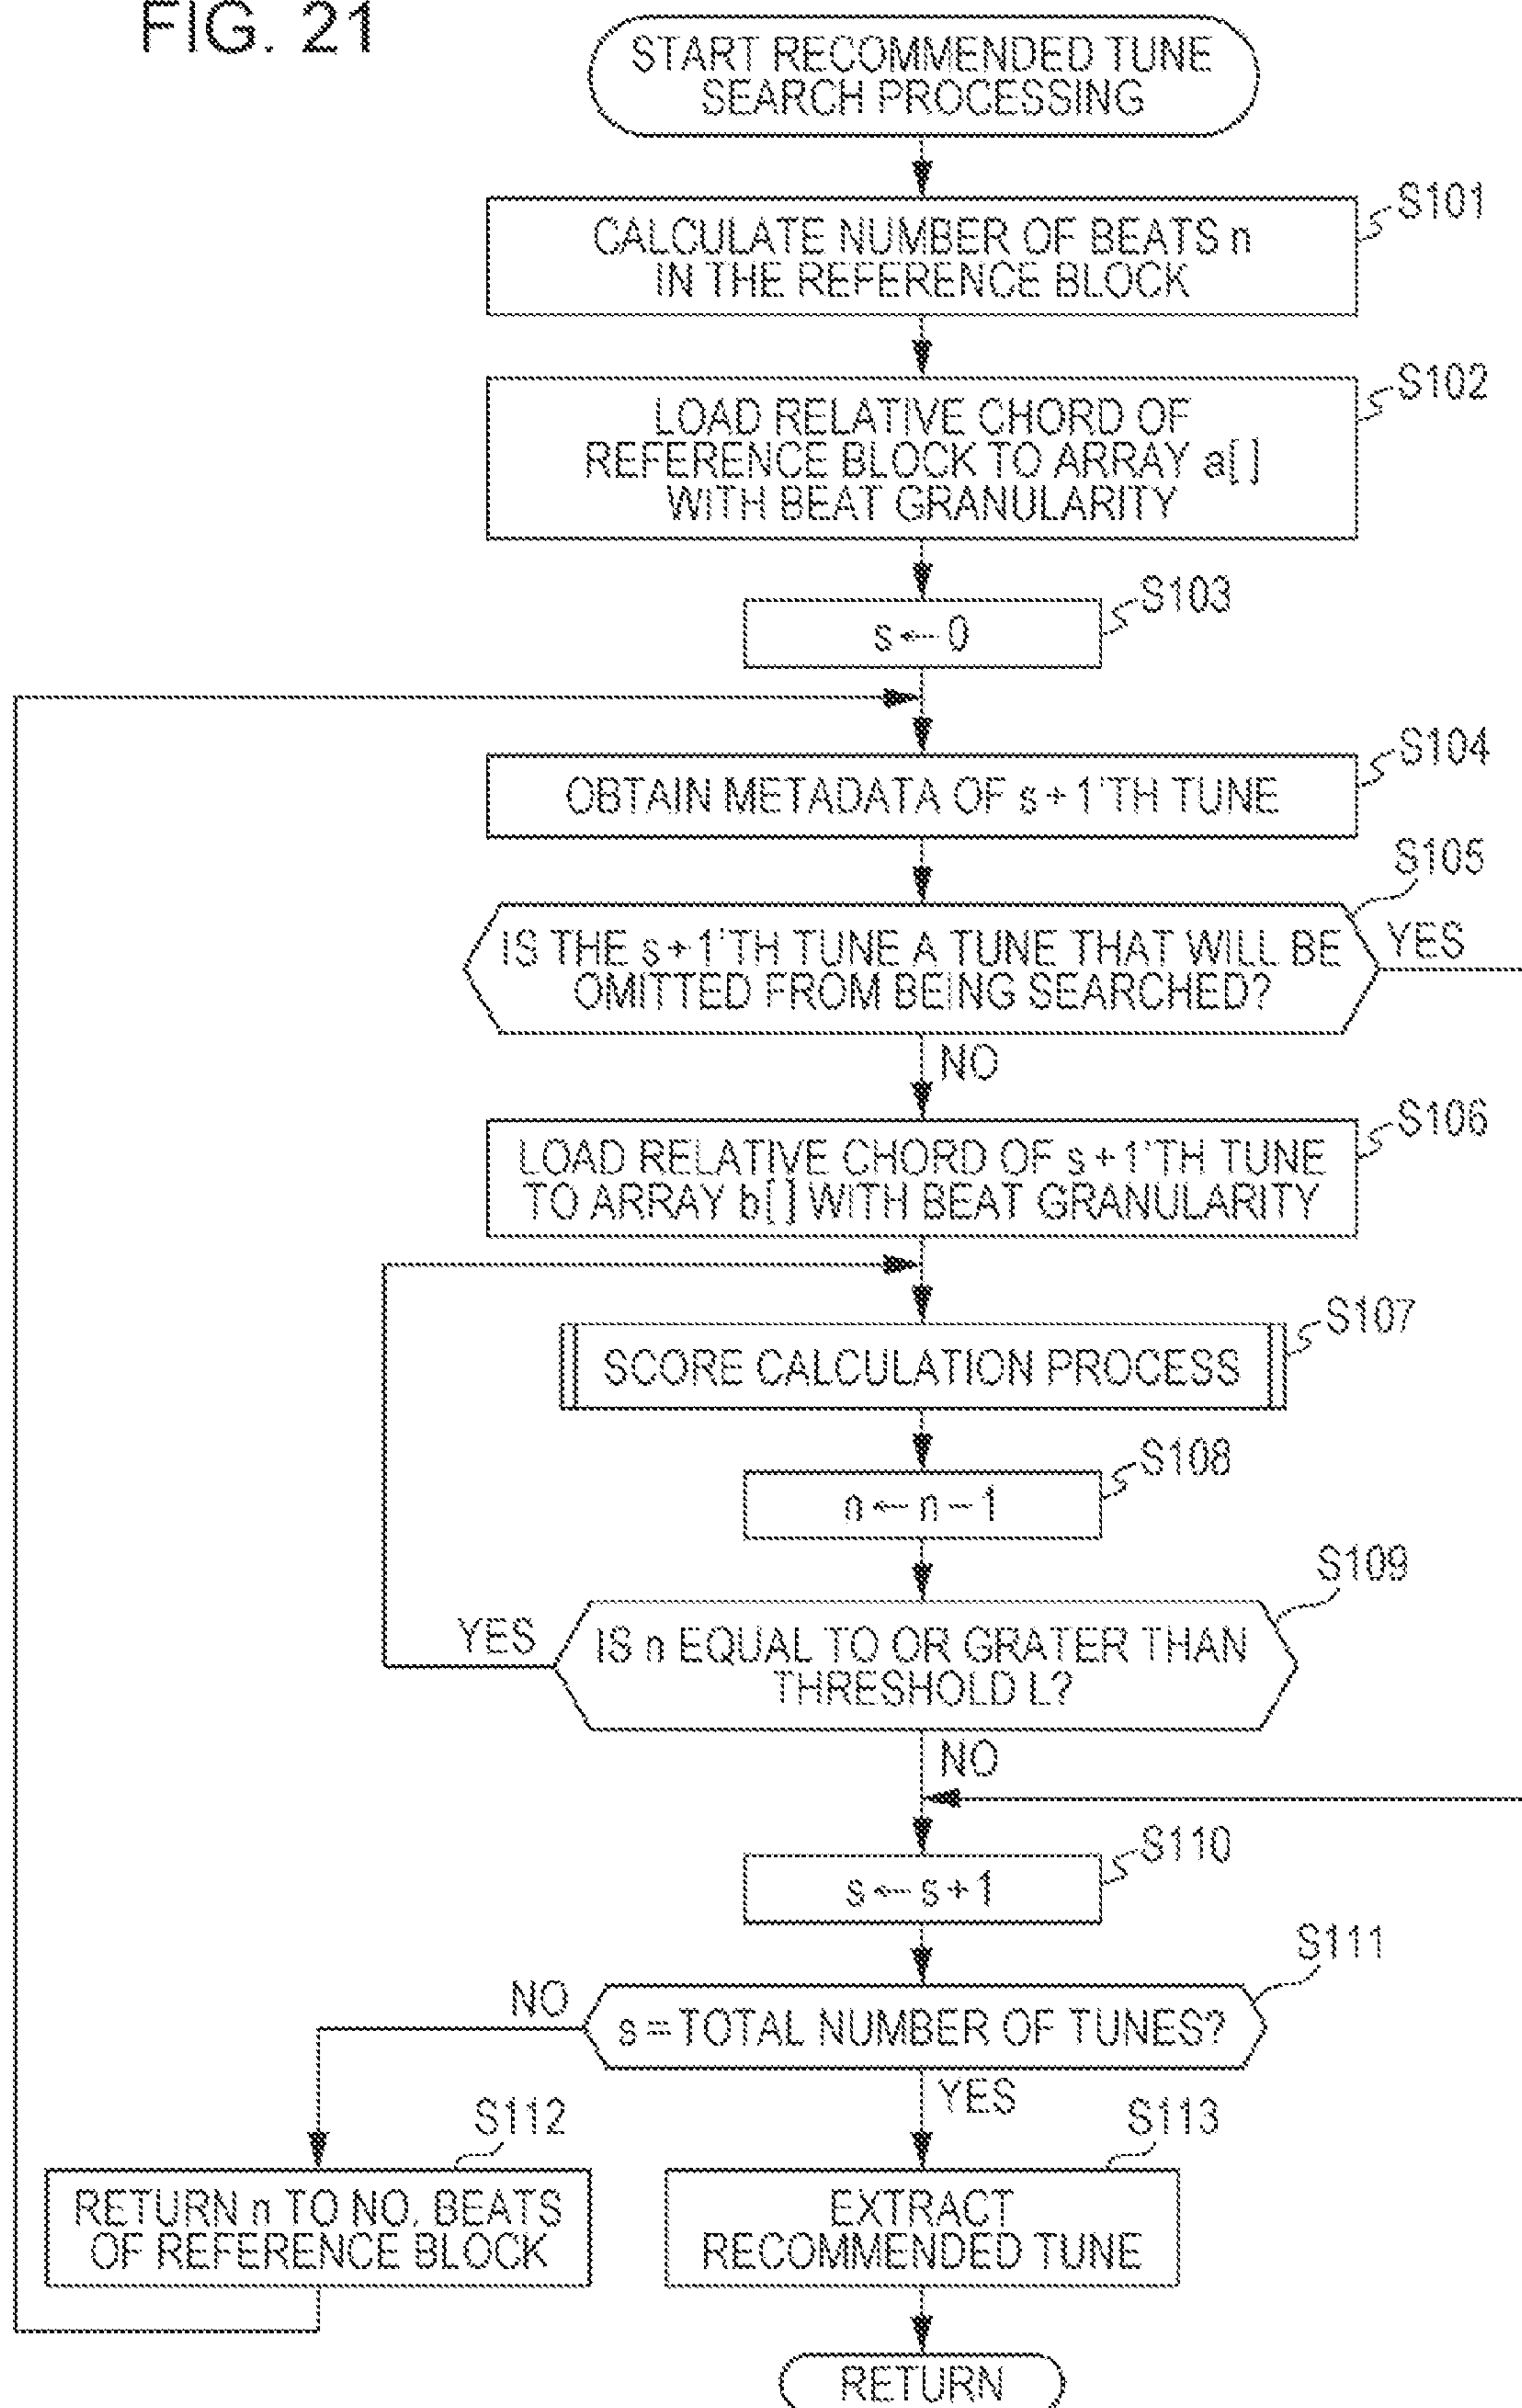 FIG. 21
START RECOMMENDED TUNE
SEARCH PROCESSING
S101
CALCULATE NUMBER OF BEATS n
IN THE REFERENCE BLOCK
S102
LOAD RELATIVE CHORD OF
REFERENCE BLOCK TO ARRAY a[ ]
WITH BEAT GRANULARITY
S103
s←0
S104
OBTAIN METADATA OF s+1'TH TUNE
S105
IS THE s+1'TH TUNE A TUNE THAT WILL BE
OMITTED FROM BEING SEARCHED?
YES
NO
S106
LOAD RELATIVE CHORD OF s+1'TH TUNE
TO ARRAY b[ ] WITH BEAT GRANULARITY
S107
SCORE CALCULATION PROCESS
S108
n←n-1
S109
YES
IS n EQUAL TO OR GRATER THAN
THRESHOLD L?
NO
S110
s←s+1
S111
NO
s=TOTAL NUMBER OF TUNES?
YES
S112
S113
RETURN n TO NO. BEATS
OF REFERENCE BLOCK
EXTRACT
RECOMMENDED TUNE
RETURN